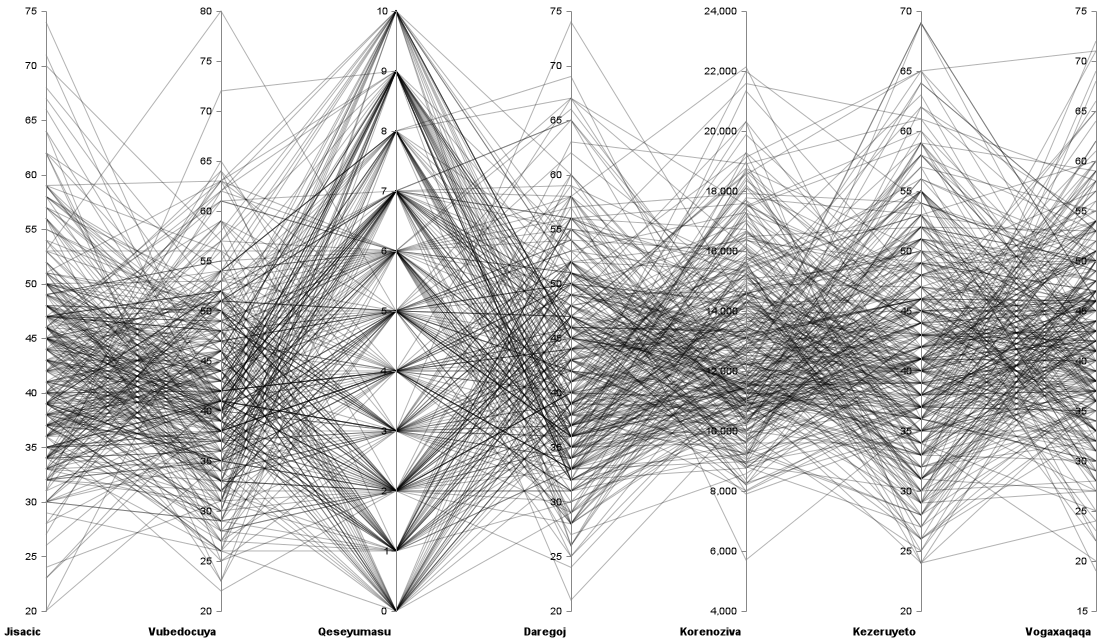 75 80 10 75 24,000 70 75
70 75 9 70 22,000 65 70
65 70 8 65 20,000 60 65
60 65 7 60 18,000 55 60
55 60 6 55 16,000 50 55
50 55 5 50 14,000 45 50
45 50 4 45 12,000 40 45
40 45 3 40 10,000 35 40
35 40 2 35 8,000 30 35
30 35 1 30 6,000 25 30
25 30 0 25 4,000 20 25
20 25 20 15 20
20 15
Jisacic Vubedocuya Qeseyumasu Daregoj Korenoziva Kezeruyeto Vogaxaqaqa